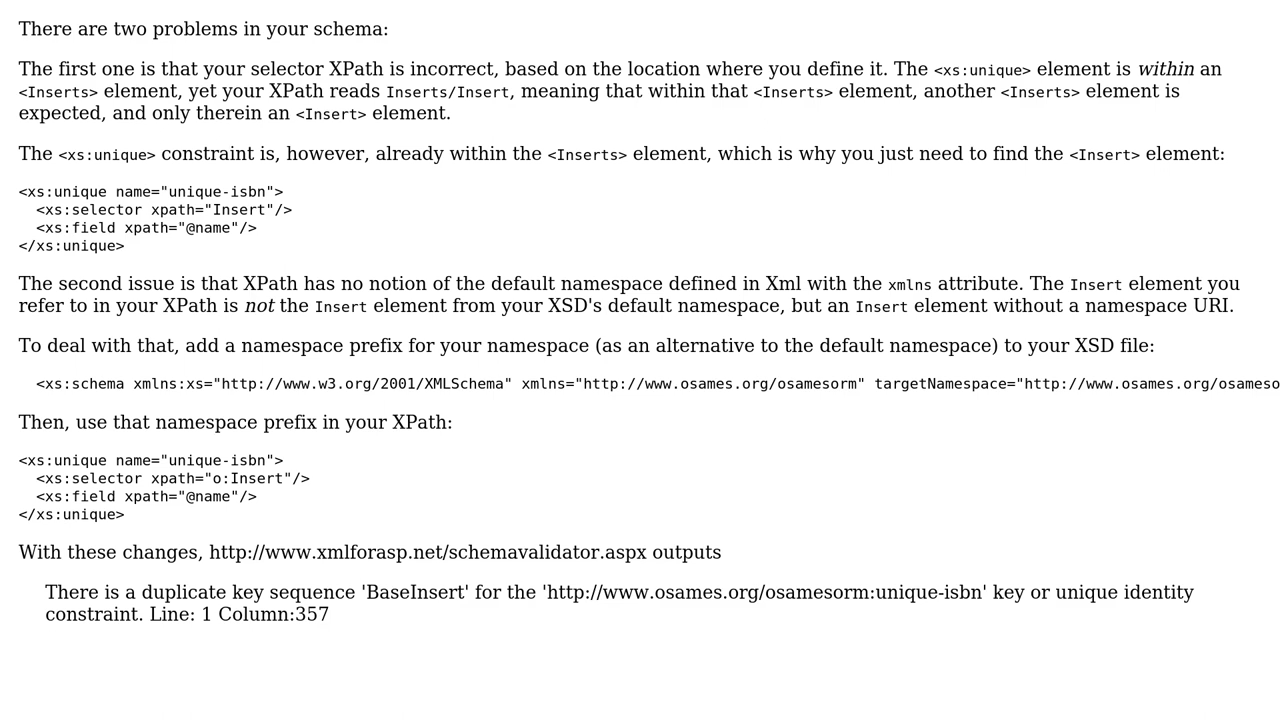 There are two problems in your schema:
The first one is that your selector XPath is incorrect, based on the location where you define it. The <xs:unique> element is within an
<Inserts> element, yet your XPath reads Inserts/Insert, meaning that within that <Inserts> element, another <Inserts> element is
expected, and only therein an <Insert> element.
The <xs:unique> constraint is, however, already within the <Inserts> element, which is why you just need to find the <Insert> element:
<xs:unique name="unique-isbn">
  <xs:selector xpath="Insert"/>
  <xs:field xpath="@name"/>
</xs:unique>
The second issue is that XPath has no notion of the default namespace defined in Xml with the xmlns attribute. The Insert element you
refer to in your XPath is not the Insert element from your XSD's default namespace, but an Insert element without a namespace URI.
To deal with that, add a namespace prefix for your namespace (as an alternative to the default namespace) to your XSD file:
  <xs:schema xmlns:xs="http://www.w3.org/2001/XMLSchema" xmlns="http://www.osames.org/osamesorm" targetNamespace="http://www.osames.org/osameso
Then, use that namespace prefix in your XPath:
<xs:unique name="unique-isbn">
  <xs:selector xpath="o:Insert"/>
  <xs:field xpath="@name"/>
</xs:unique>
With these changes, http://www.xmlforasp.net/schemavalidator.aspx outputs
There is a duplicate key sequence 'BaseInsert' for the 'http://www.osames.org/osamesorm:unique-isbn' key or unique identity
constraint. Line: 1 Column:357